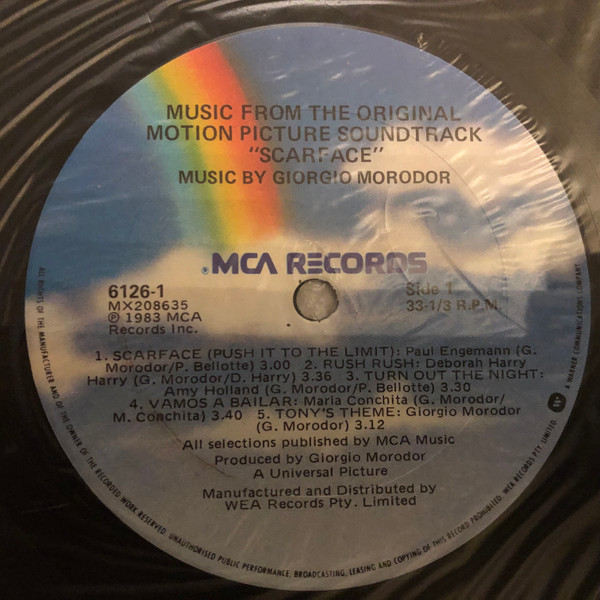 MUSIC FROM THE ORIGINAL
MOTION PICTURE SOUNDTRACK
"SCARFACE"
MUSIC BY GIORGIO MORODOR
®MCA RECORDS
6126-1
MX208635
℗ 1983 MCA
Records Inc.
Side 1
33-1/3 R.P.M.
1. SCARFACE (PUSH IT TO THE LIMIT): Paul Engemann (G.
Morodor/P. Bellotte) 3.00 2. RUSH RUSH: Deborah Harry
Harry (G. Morodor/D. Harry) 3.36 3. TURN OUT THE NIGHT:
Amy Holland (G. Morodor/P. Bellotte) 3.30
4. VAMOS A BAILAR: Maria Conchita (G. Morodor/
M. Conchita) 3.40 5. TONY'S THEME: Giorgio Morodor
(G. Morodor) 3.12
All selections published by MCA Music
Produced by Giorgio Morodor
A Universal Picture
Manufactured and Distributed by
WEA Records Pty. Limited
ALL RIGHTS OF THE MANUFACTURER AND OF THE OWNER OF THE RECORDED WORK RESERVED. UNAUTHORISED PUBLIC PERFORMANCE, BROADCASTING, LEASING AND COPYING OF THIS RECORD PROHIBITED. WEA RECORDS PTY. LIMITED. A WARNER COMMUNICATIONS COMPANY